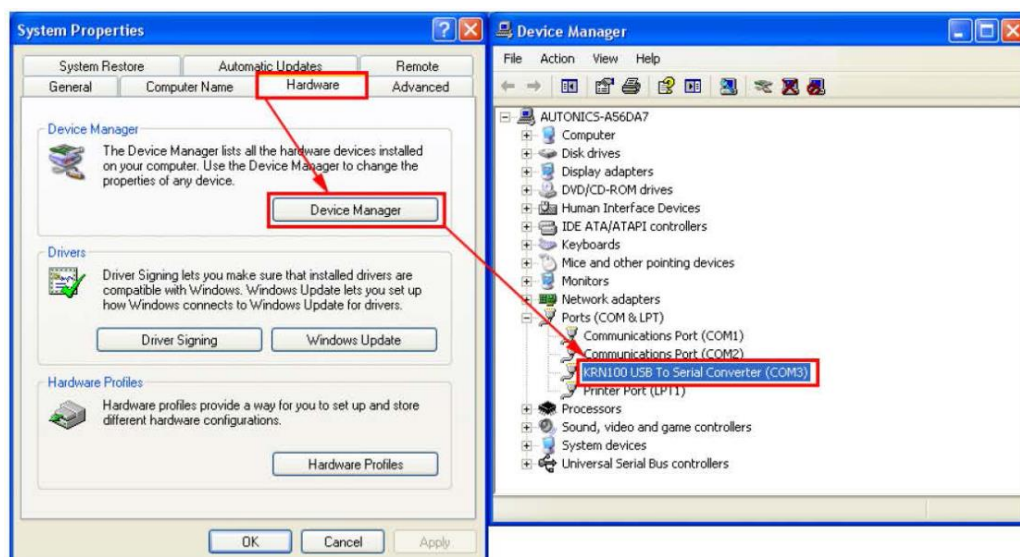 System Properties
System Restore Automatic Updates Remote
General Computer Name Hardware Advanced
Device Manager
The Device Manager lists all the hardware devices installed
on your computer. Use the Device Manager to change the
properties of any device.
Device Manager
Drivers
Driver Signing lets you make sure that installed drivers are
compatible with Windows. Windows Update lets you set up
how Windows connects to Windows Update for drivers.
Driver Signing Windows Update
Hardware Profiles
Hardware profiles provide a way for you to set up and store
different hardware configurations.
Hardware Profiles
OK Cancel Apply
Device Manager
File Action View Help
AUTONICS-A56DA7
Computer
Disk drives
Display adapters
DVD/CD-ROM drives
Human Interface Devices
IDE ATA/ATAPI controllers
Keyboards
Mice and other pointing devices
Monitors
Network adapters
Ports (COM & LPT)
Communications Port (COM1)
Communications Port (COM2)
KRN100 USB To Serial Converter (COM3)
Printer Port (LPT1)
Processors
Sound, video and game controllers
System devices
Universal Serial Bus controllers